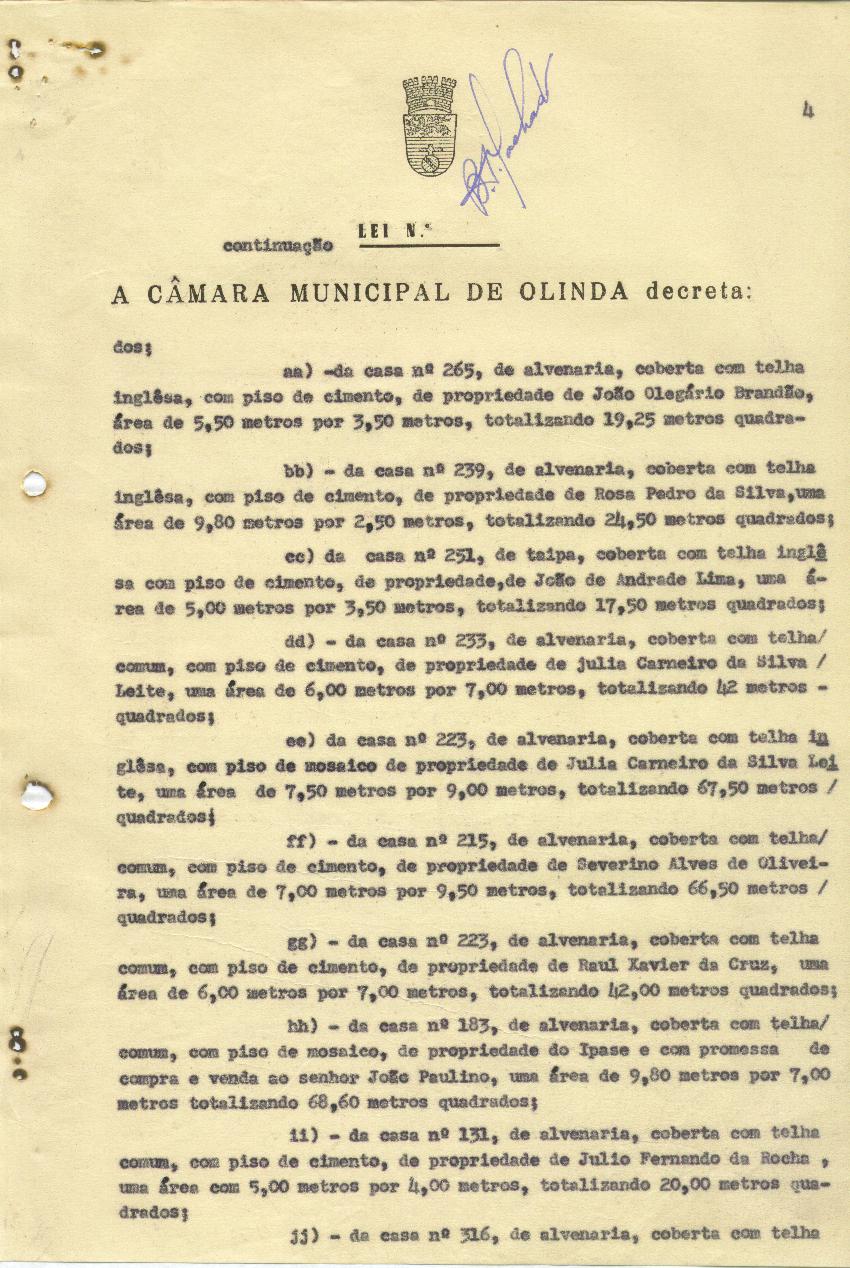 4
LEI N.º
continuação
A CÂMARA MUNICIPAL DE OLINDA decreta:
dos;
aa) -da casa nº 265, de alvenaria, coberta com telha
inglêsa, com piso de cimento, de propriedade de João Olegário Brandão,
área de 5,50 metros por 3,50 metros, totalizando 19,25 metros quadra-
dos;
bb) - da casa nº 239, de alvenaria, coberta com telha
inglêsa, com piso de cimento, de propriedade de Rosa Pedro da Silva,uma
área de 9,80 metros por 2,50 metros, totalizando 24,50 metros quadrados;
cc) da casa nº 251, de taipa, coberta com telha inglê
sa com piso de cimento, de propriedade,de João de Andrade Lima, uma á-
rea de 5,00 metros por 3,50 metros, totalizando 17,50 metros quadrados;
dd) - da casa nº 233, de alvenaria, coberta com telha/
comum, com piso de cimento, de propriedade de julia Carneiro da Silva /
Leite, uma área de 6,00 metros por 7,00 metros, totalizando 42 metros -
quadrados;
ee) da casa nº 223, de alvenaria, coberta com telha in
glêsa, com piso de mosaico de propriedade de Julia Carneiro da Silva Lei
te, uma área de 7,50 metros por 9,00 metros, totalizando 67,50 metros /
quadrados;
ff) - da casa nº 215, de alvenaria, coberta com telha/
comum, com piso de cimento, de propriedade de Severino Alves de Olivei-
ra, uma área de 7,00 metros por 9,50 metros, totalizando 66,50 metros /
quadrados;
gg) - da casa nº 223, de alvenaria, coberta com telha
comum, com piso de cimento, de propriedade de Raul Xavier da Cruz, uma
área de 6,00 metros por 7,00 metros, totalizando 42,00 metros quadrados;
hh) - da casa nº 183, de alvenaria, coberta com telha/
comum, com piso de mosaico, de propriedade do Ipase e com promessa de
compra e venda ao senhor João Paulino, uma área de 9,80 metros por 7,00
metros totalizando 68,60 metros quadrados;
ii) - da casa nº 131, de alvenaria, coberta com telha
comum, com piso de cimento, de propriedade de Julio Fernando da Rocha ,
uma área com 5,00 metros por 4,00 metros, totalizando 20,00 metros qua-
drados;
jj) - da casa nº 316, de alvenaria, coberta com telha